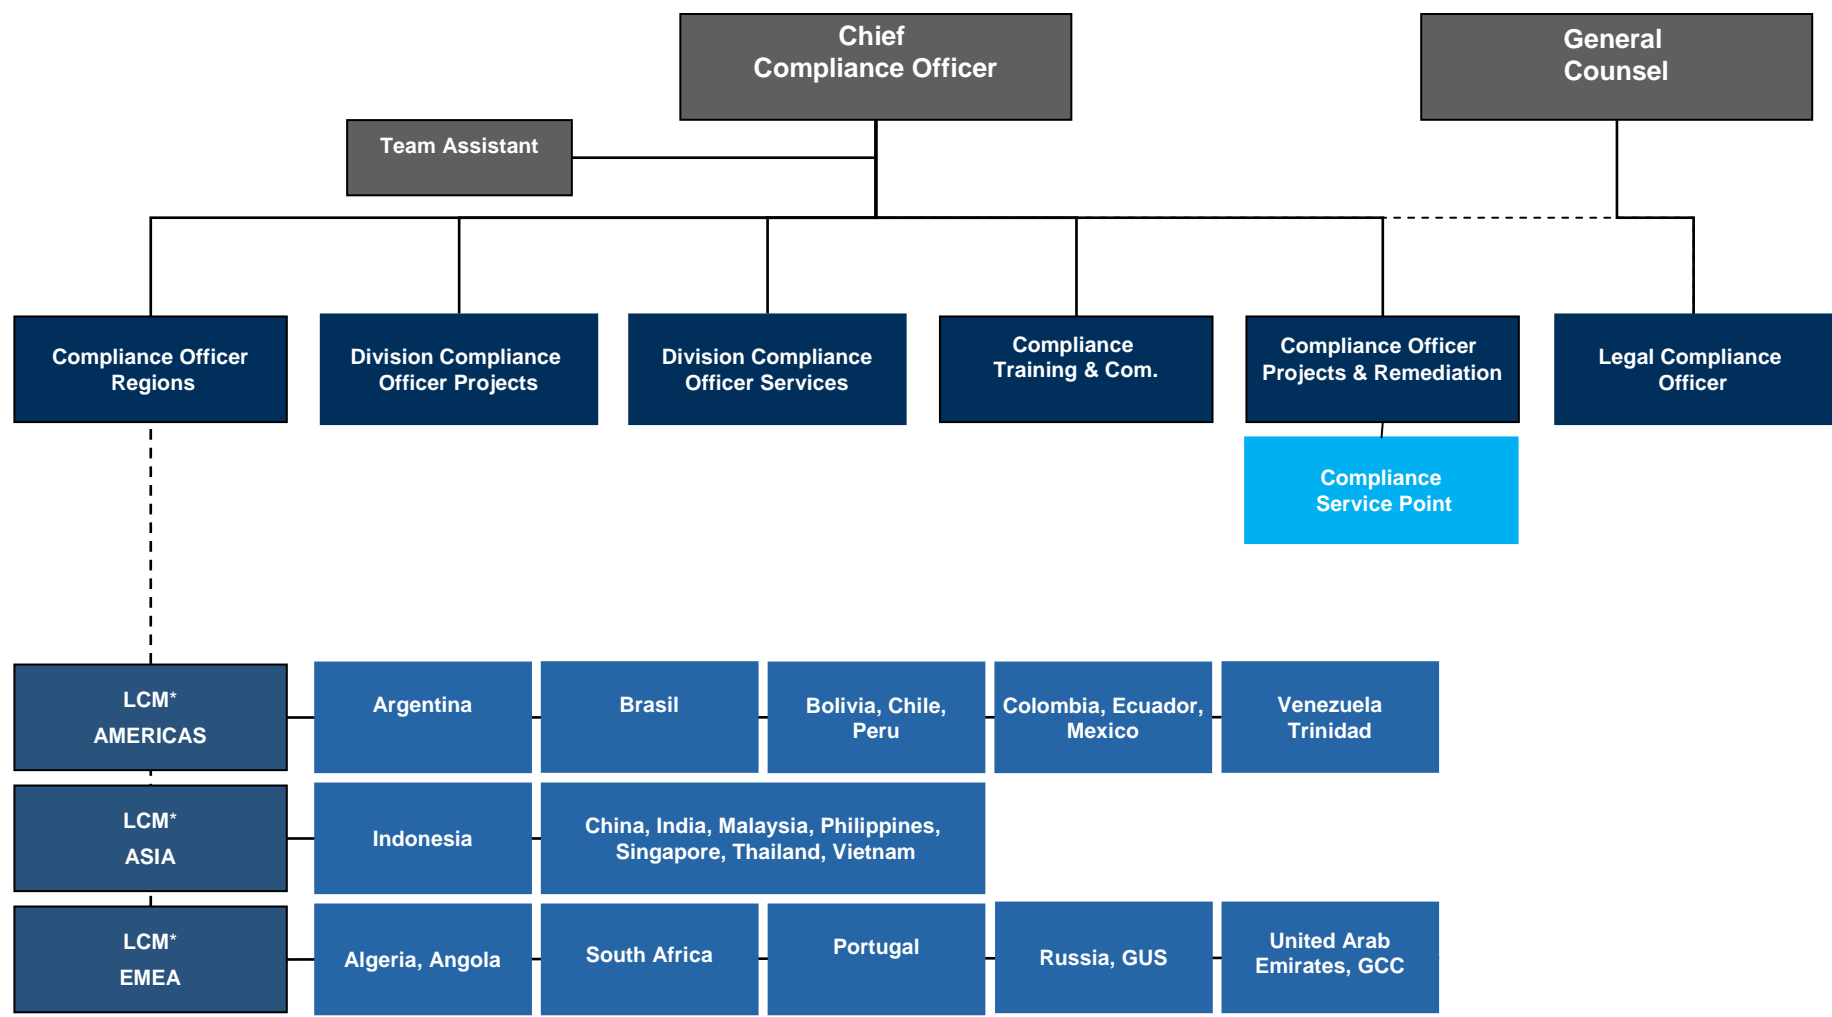 Chief
Compliance Officer
General
Counsel
Team Assistant
Compliance Officer
Regions
Division Compliance
Officer Projects
Division Compliance
Officer Services
Compliance
Training & Com.
Compliance Officer
Projects & Remediation
Legal Compliance
Officer
Compliance
Service Point
LCM*
AMERICAS
Argentina
Brasil
Bolivia, Chile,
Peru
Colombia, Ecuador,
Mexico
Venezuela
Trinidad
LCM*
ASIA
Indonesia
China, India, Malaysia, Philippines,
Singapore, Thailand, Vietnam
LCM*
EMEA
Algeria, Angola
South Africa
Portugal
Russia, GUS
United Arab
Emirates, GCC